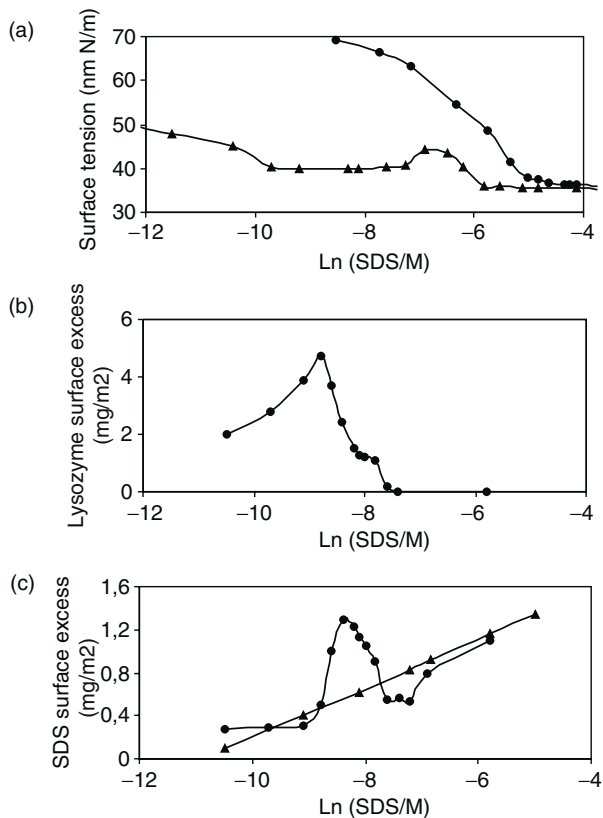 (a)
Surface tension (nm N/m)
70
60
50
40
30
−12
−10
−8
−6
−4
Ln (SDS/M)
(b)
Lysozyme surface excess
(mg/m2)
6
4
2
0
−12
−10
−8
−6
−4
Ln (SDS/M)
(c)
SDS surface excess
(mg/m2)
1,6
1,2
0.8
0.4
0
−12
−10
−8
−6
−4
Ln (SDS/M)